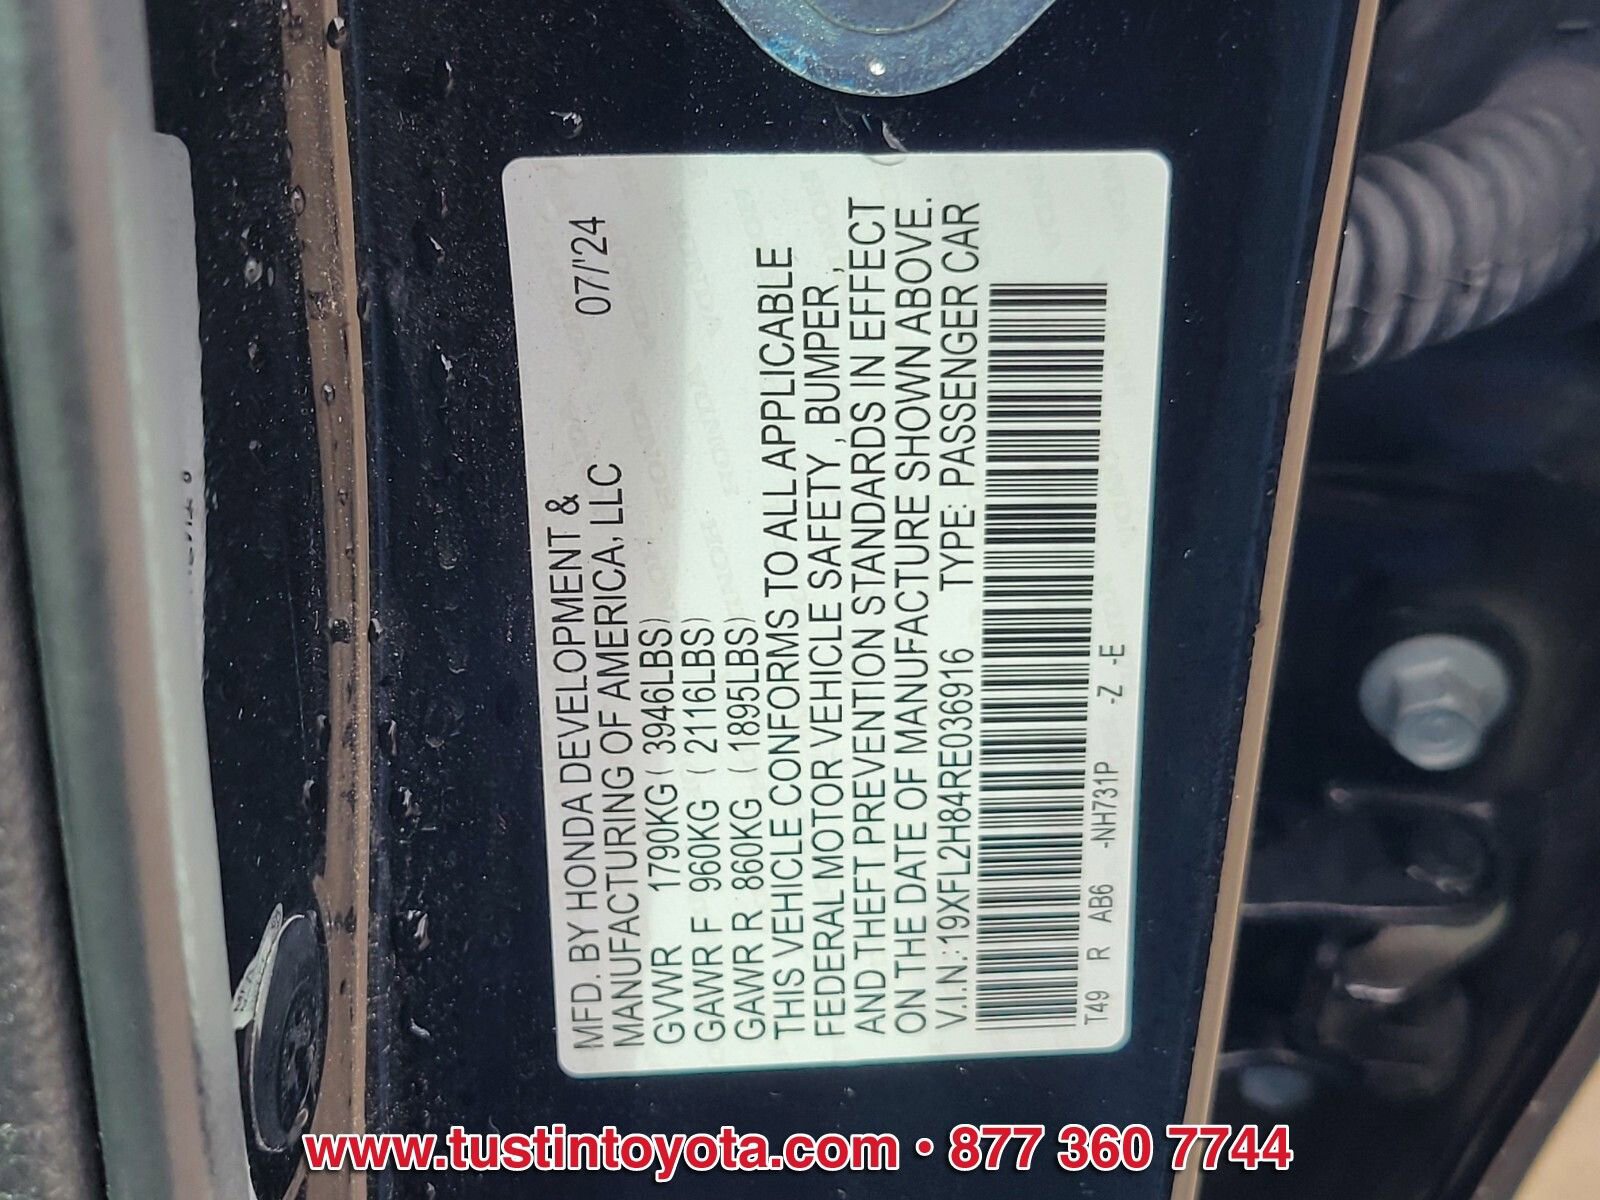 MFD. BY HONDA DEVELOPMENT & 07/'24
MANUFACTURING OF AMERICA, LLC
GVWR 1790KG ( 3946LBS)
GAWR F 960KG ( 2116LBS)
GAWR R 860KG ( 1895LBS)
THIS VEHICLE CONFORMS TO ALL APPLICABLE
FEDERAL MOTOR VEHICLE SAFETY , BUMPER ,
AND THEFT PREVENTION STANDARDS IN EFFECT
ON THE DATE OF MANUFACTURE SHOWN ABOVE.
V.I.N.:19XFL2H84RE036916 TYPE: PASSENGER CAR
T49 R AB6 -NH731P -Z -E
www.tustintoyota.com • 877 360 7744